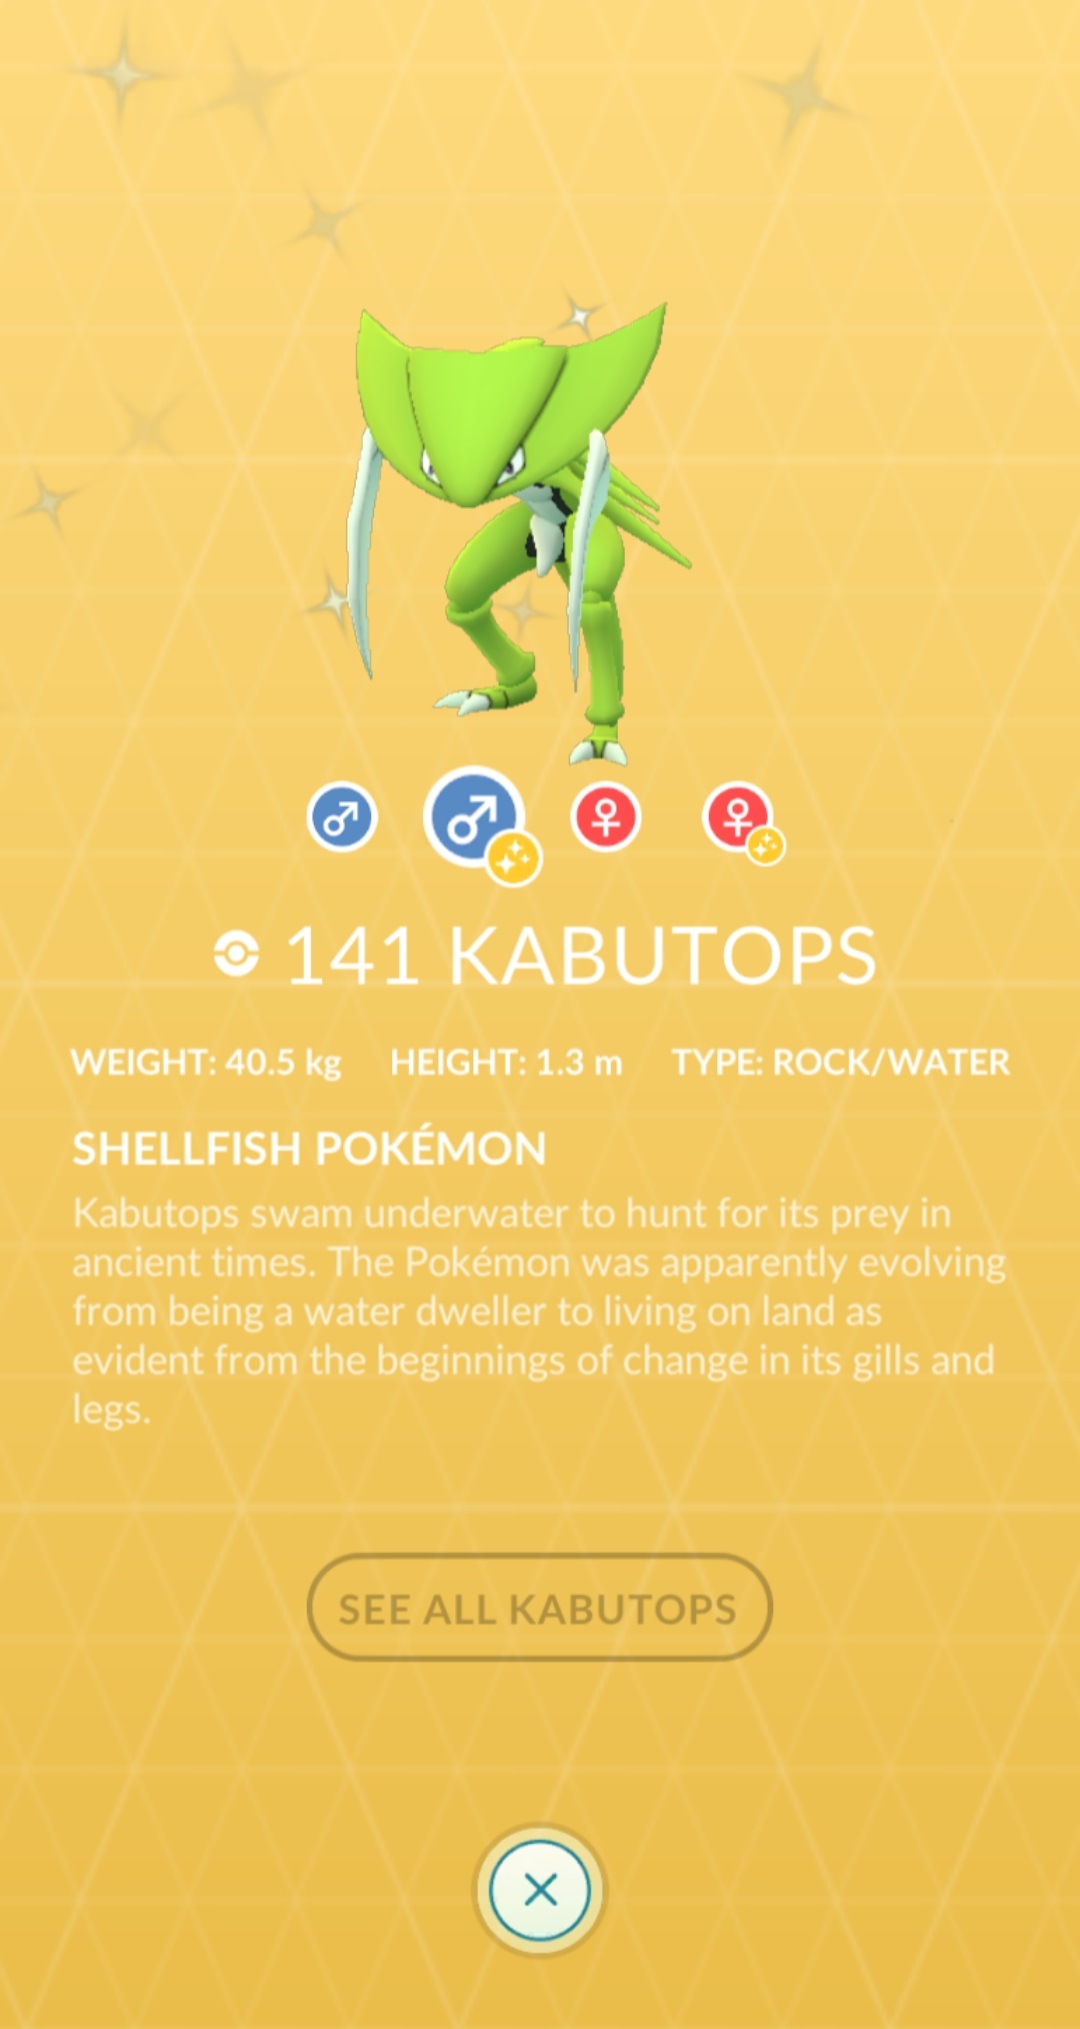 141 KABUTOPS
WEIGHT: 40.5 kg HEIGHT: 1.3 m TYPE: ROCK/WATER
SHELLFISH POKÉMON
Kabutops swam underwater to hunt for its prey in
ancient times. The Pokémon was apparently evolving
from being a water dweller to living on land as
evident from the beginnings of change in its gills and
legs.
SEE ALL KABUTOPS